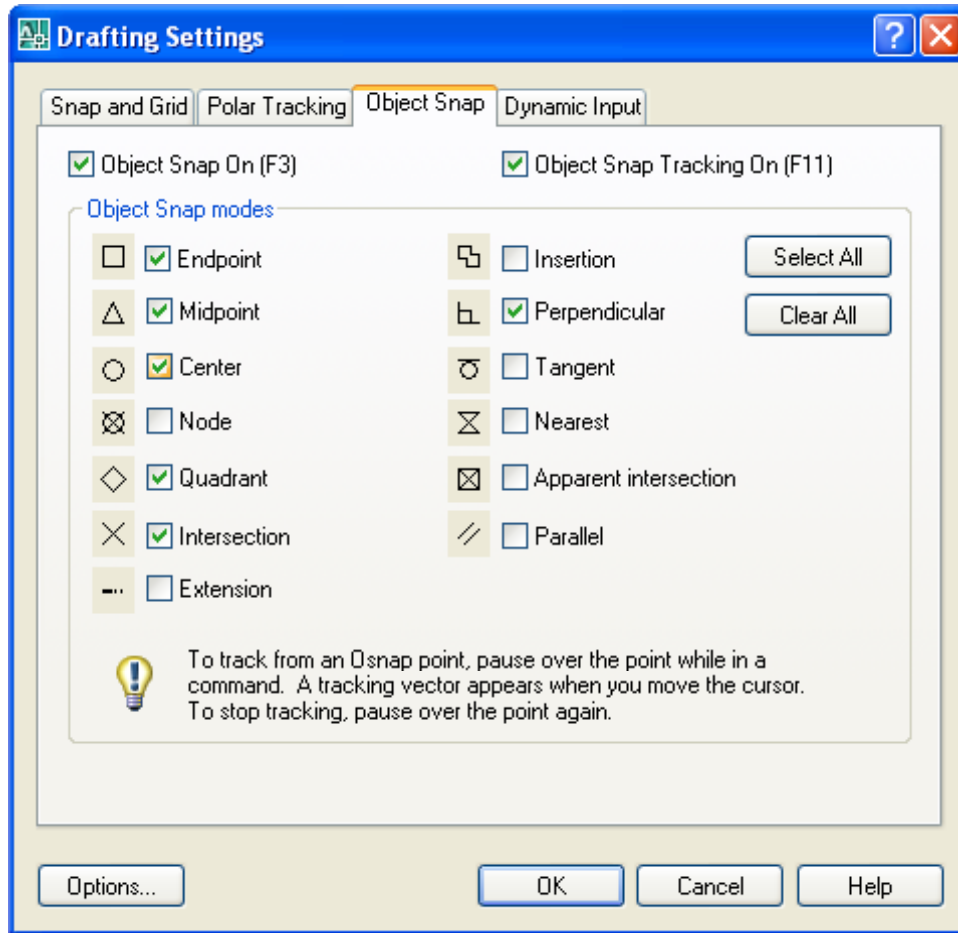 Drafting Settings
Snap and Grid Polar Tracking Object Snap Dynamic Input
Object Snap On (F3) Object Snap Tracking On (F11)
Object Snap modes
Endpoint Insertion Select All
Midpoint Perpendicular Clear All
Center Tangent
Node Nearest
Quadrant Apparent intersection
Intersection Parallel
Extension
To track from an Osnap point, pause over the point while in a
command. A tracking vector appears when you move the cursor.
To stop tracking, pause over the point again.
Options... OK Cancel Help